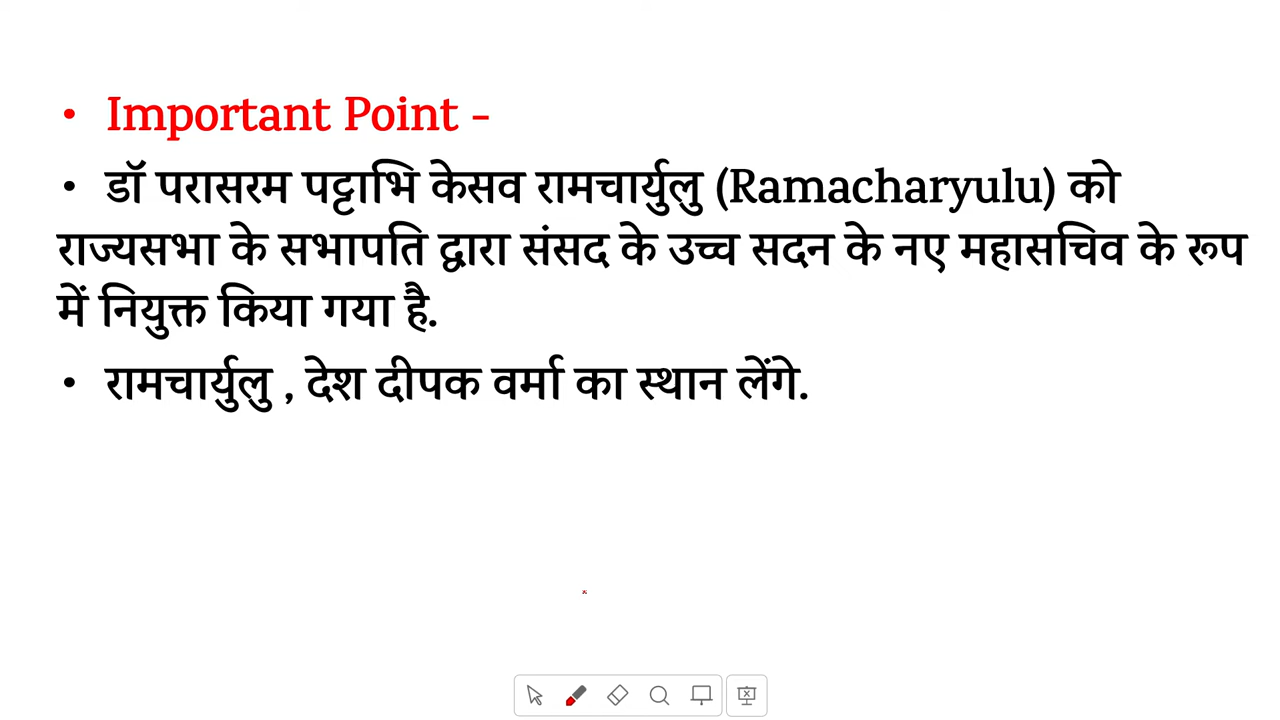 • Important Point -
• डॉ परासरम पट्टाभि केसव रामचार्युलु (Ramacharyulu) को
राज्यसभा के सभापति द्वारा संसद के उच्च सदन के नए महासचिव के रूप
में नियुक्त किया गया है.
• रामचार्युलु , देश दीपक वर्मा का स्थान लेंगे.